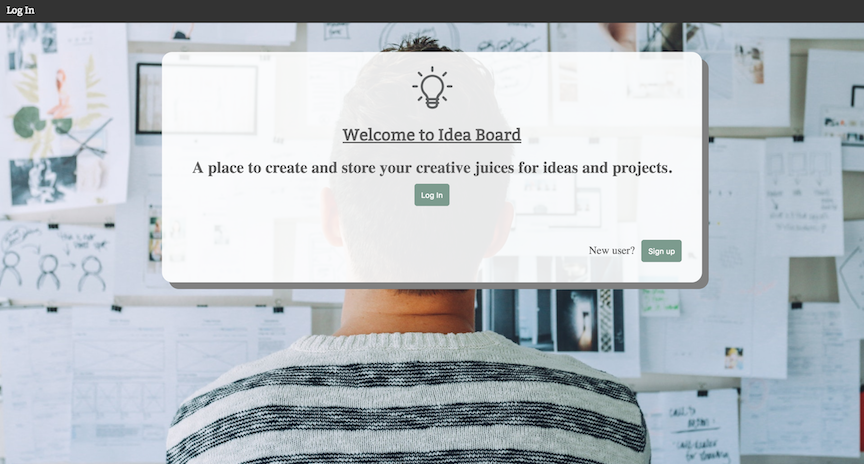 Log In
Welcome to Idea Board
A place to create and store your creative juices for ideas and projects.
Log In
New user? Sign up